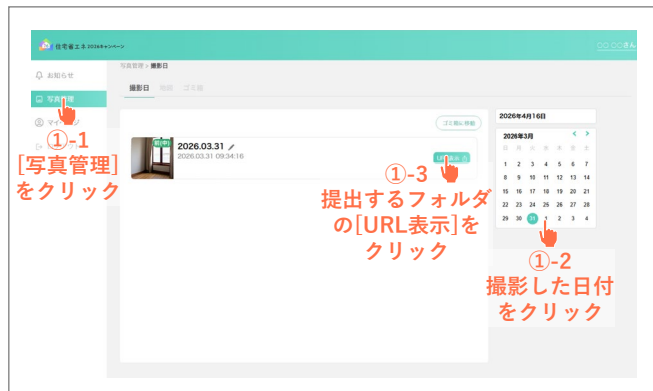 住宅省エネ2026キャンペーン
○○ ○○さん
お知らせ
写真管理 > 撮影日
撮影日
ゴミ箱
写真管理
ゴミ箱に移動
前(中)
2026.03.31
2026.03.31 09:34:16
URL表示
2026年4月16日
2026年3月
日 月 火 水 木 金 土
1 2 3 4 5 6 7
8 9 10 11 12 13 14
15 16 17 18 19 20 21
22 23 24 25 26 27 28
29 30 31 1 2 3 4
①-1
[写真管理]
をクリック
①-3
提出するフォルダ
の[URL表示]を
クリック
①-2
撮影した日付
をクリック